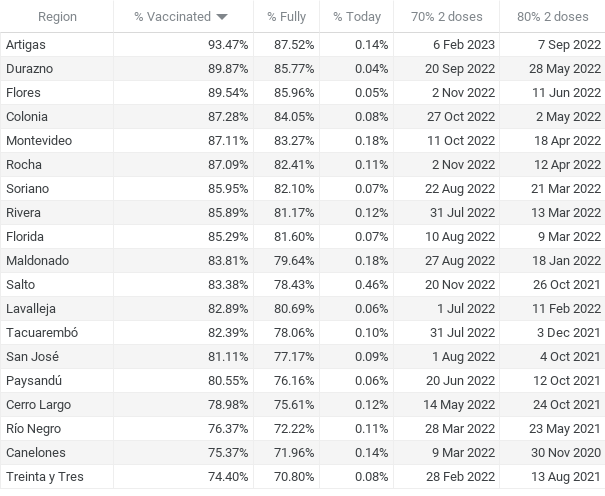 Region % Vaccinated % Fully % Today 70% 2 doses 80% 2 doses
Artigas 93.47% 87.52% 0.14% 6 Feb 2023 7 Sep 2022
Durazno 89.87% 85.77% 0.04% 20 Sep 2022 28 May 2022
Flores 89.54% 85.96% 0.05% 2 Nov 2022 11 Jun 2022
Colonia 87.28% 84.05% 0.08% 27 Oct 2022 2 May 2022
Montevideo 87.11% 83.27% 0.18% 11 Oct 2022 18 Apr 2022
Rocha 87.09% 82.41% 0.11% 2 Nov 2022 12 Apr 2022
Soriano 85.95% 82.10% 0.07% 22 Aug 2022 21 Mar 2022
Rivera 85.89% 81.17% 0.12% 31 Jul 2022 13 Mar 2022
Florida 85.29% 81.60% 0.07% 10 Aug 2022 9 Mar 2022
Maldonado 83.81% 79.64% 0.18% 27 Aug 2022 18 Jan 2022
Salto 83.38% 78.43% 0.46% 20 Nov 2022 26 Oct 2021
Lavalleja 82.89% 80.69% 0.06% 1 Jul 2022 11 Feb 2022
Tacuarembó 82.39% 78.06% 0.10% 31 Jul 2022 3 Dec 2021
San José 81.11% 77.17% 0.09% 1 Aug 2022 4 Oct 2021
Paysandú 80.55% 76.16% 0.06% 20 Jun 2022 12 Oct 2021
Cerro Largo 78.98% 75.61% 0.12% 14 May 2022 24 Oct 2021
Río Negro 76.37% 72.22% 0.11% 28 Mar 2022 23 May 2021
Canelones 75.37% 71.96% 0.14% 9 Mar 2022 30 Nov 2020
Treinta y Tres 74.40% 70.80% 0.08% 28 Feb 2022 13 Aug 2021